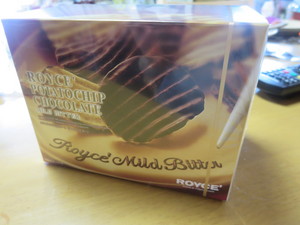 ROYCE'
POTATOCHIP
CHOCOLATE
Royce' Mild Bitter
ROYCE'